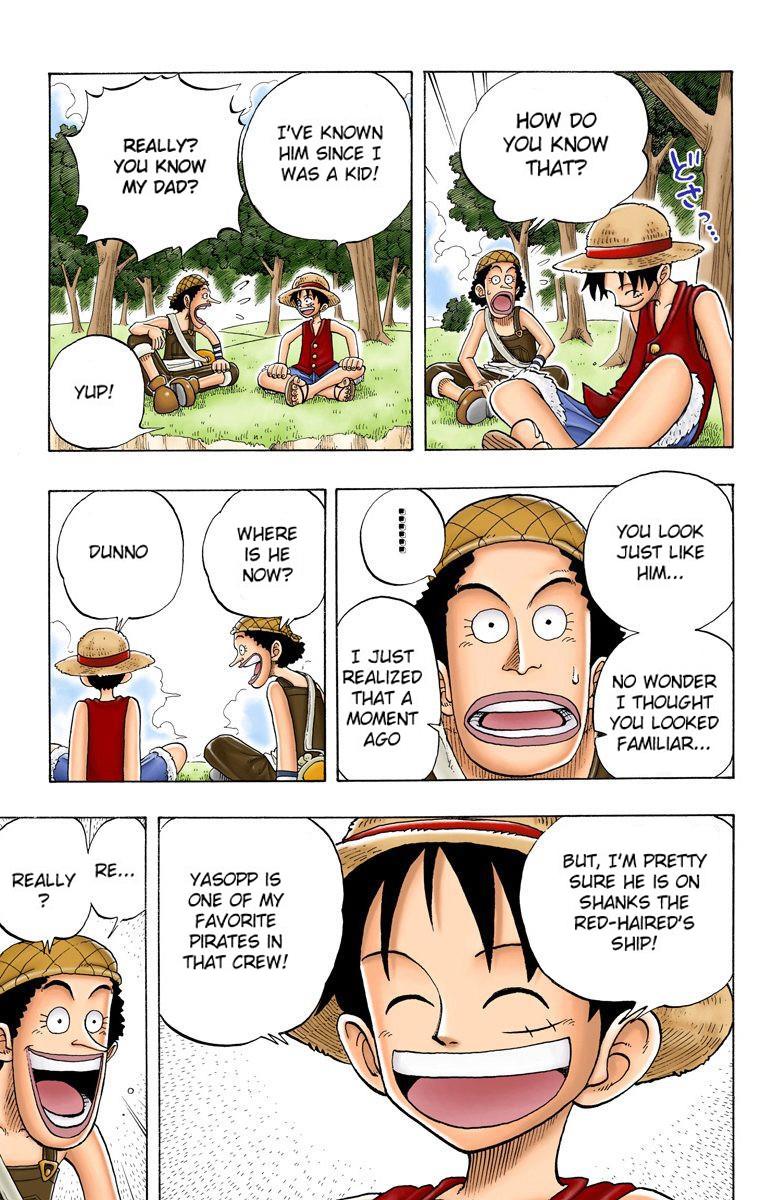 HOW DO
YOU KNOW
THAT?
どさっ…
I'VE KNOWN
HIM SINCE I
WAS A KID!
REALLY?
YOU KNOW
MY DAD?
YUP!
YOU LOOK
JUST LIKE
HIM...
NO WONDER
I THOUGHT
YOU LOOKED
FAMILIAR...
......
I JUST
REALIZED
THAT A
MOMENT
AGO
WHERE
IS HE
NOW?
DUNNO
BUT, I'M PRETTY
SURE HE IS ON
SHANKS THE
RED-HAIRED'S
SHIP!
YASOPP IS
ONE OF MY
FAVORITE
PIRATES IN
THAT CREW!
RE...
REALLY
?